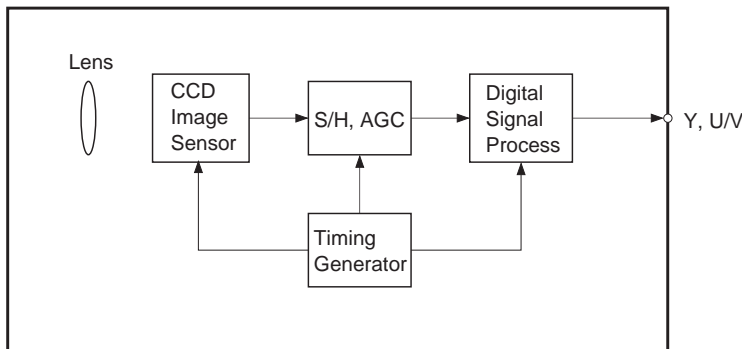 Lens
CCD
Image
Sensor
S/H, AGC
Digital
Signal
Process
Y, U/V
Timing
Generator